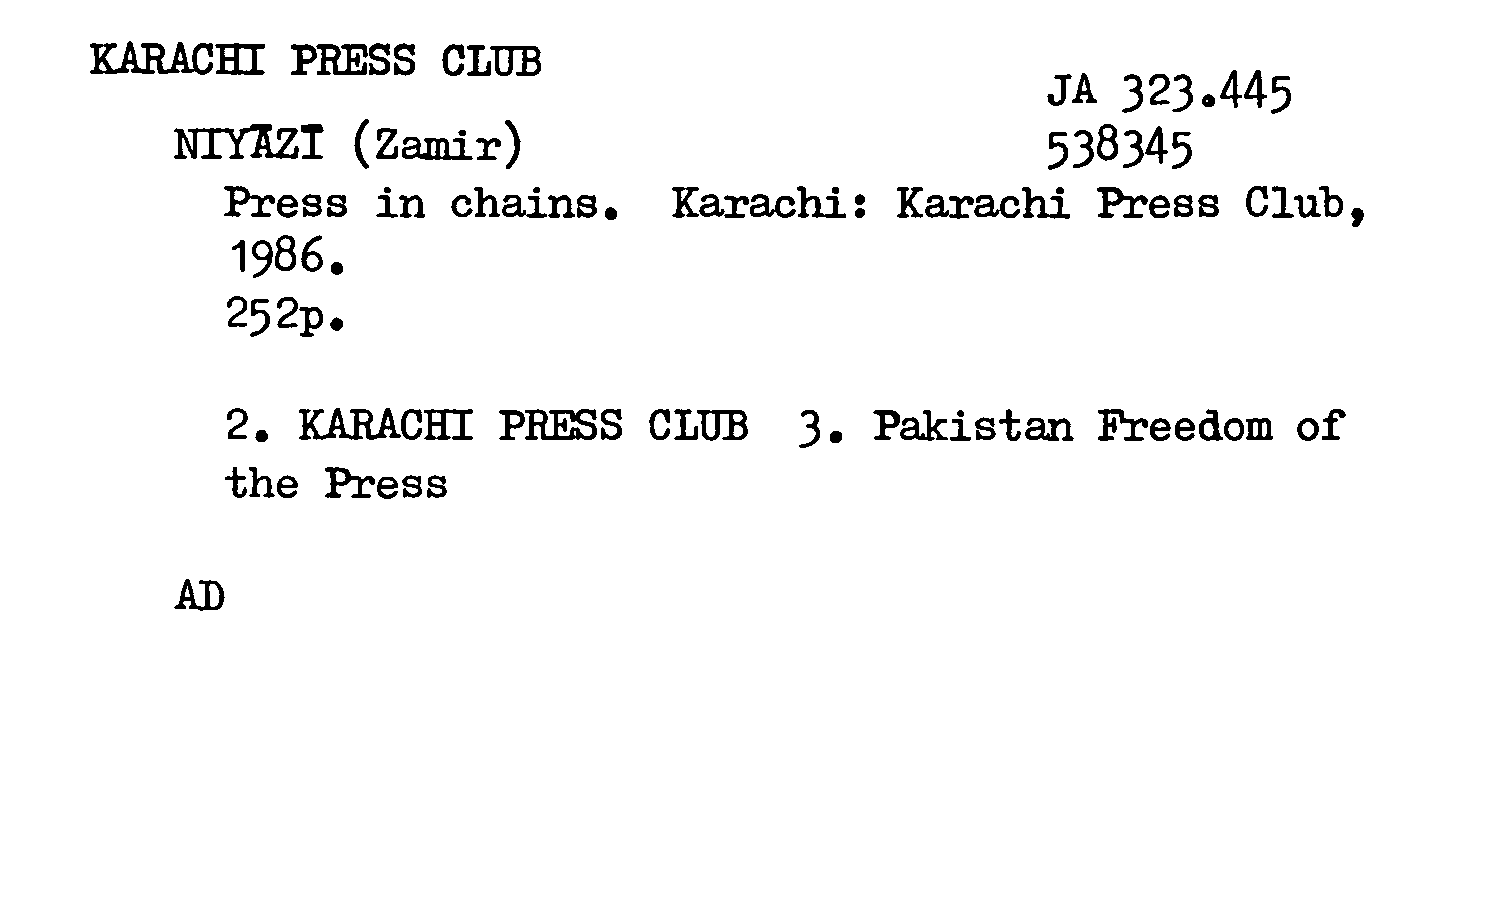 KARACHI PRESS CLUB
JA 323.445
NIYĀZĪ (Zamir)
538345
Press in chains. Karachi: Karachi Press Club,
1986.
252p.
2. KARACHI PRESS CLUB 3. Pakistan Freedom of
the Press
AD